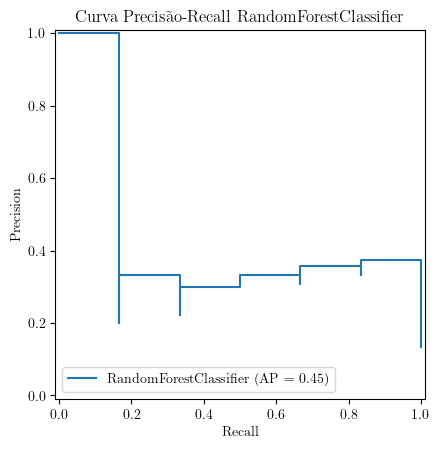 Curva Precisão-Recall RandomForestClassifier
1.0
0.8
0.6
0.4
0.2
0.0
Precision
RandomForestClassifier (AP = 0.45)
0.0 0.2 0.4 0.6 0.8 1.0
Recall